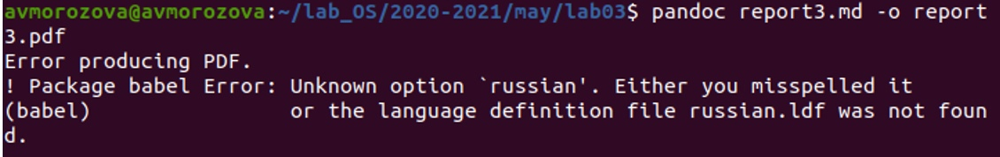 avmorozova@avmorozova:~/lab_OS/2020-2021/may/lab03$ pandoc report3.md -o report
3.pdf
Error producing PDF.
! Package babel Error: Unknown option `russian'. Either you misspelled it
(babel)                or the language definition file russian.ldf was not foun
d.